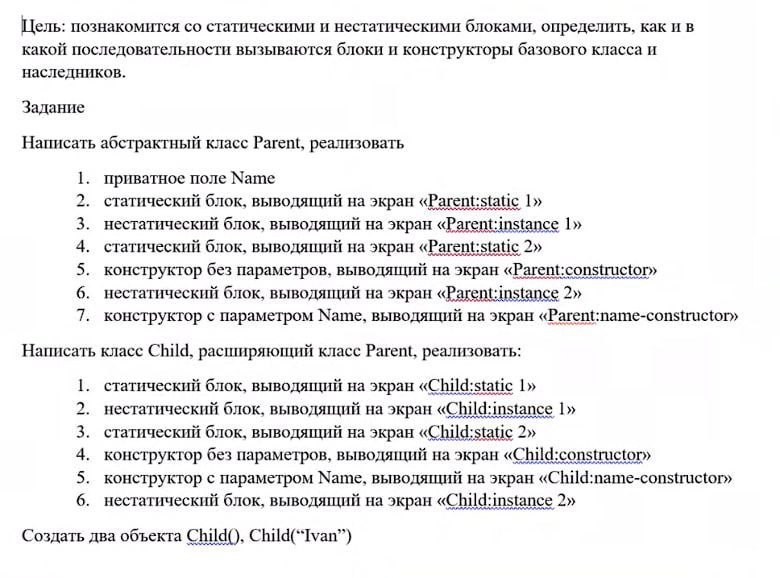 Цель: познакомится со статическими и нестатическими блоками, определить, как и в
какой последовательности вызываются блоки и конструкторы базового класса и
наследников.
Задание
Написать абстрактный класс Parent, реализовать
1. приватное поле Name
2. статический блок, выводящий на экран «Parent:static 1»
3. нестатический блок, выводящий на экран «Parent:instance 1»
4. статический блок, выводящий на экран «Parent:static 2»
5. конструктор без параметров, выводящий на экран «Parent:constructor»
6. нестатический блок, выводящий на экран «Parent:instance 2»
7. конструктор с параметром Name, выводящий на экран «Parent:name-constructor»
Написать класс Child, расширяющий класс Parent, реализовать:
1. статический блок, выводящий на экран «Child:static 1»
2. нестатический блок, выводящий на экран «Child:instance 1»
3. статический блок, выводящий на экран «Child:static 2»
4. конструктор без параметров, выводящий на экран «Child:constructor»
5. конструктор с параметром Name, выводящий на экран «Child:name-constructor»
6. нестатический блок, выводящий на экран «Child:instance 2»
Создать два объекта Child(), Child(“Ivan”)